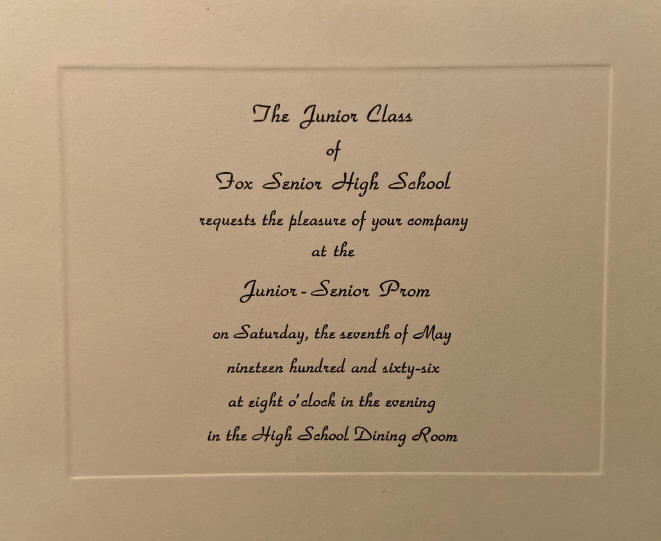 The Junior Class
of
Fox Senior High School
requests the pleasure of your company
at the
Junior - Senior Prom
on Saturday, the seventh of May
nineteen hundred and sixty-six
at eight o'clock in the evening
in the High School Dining Room